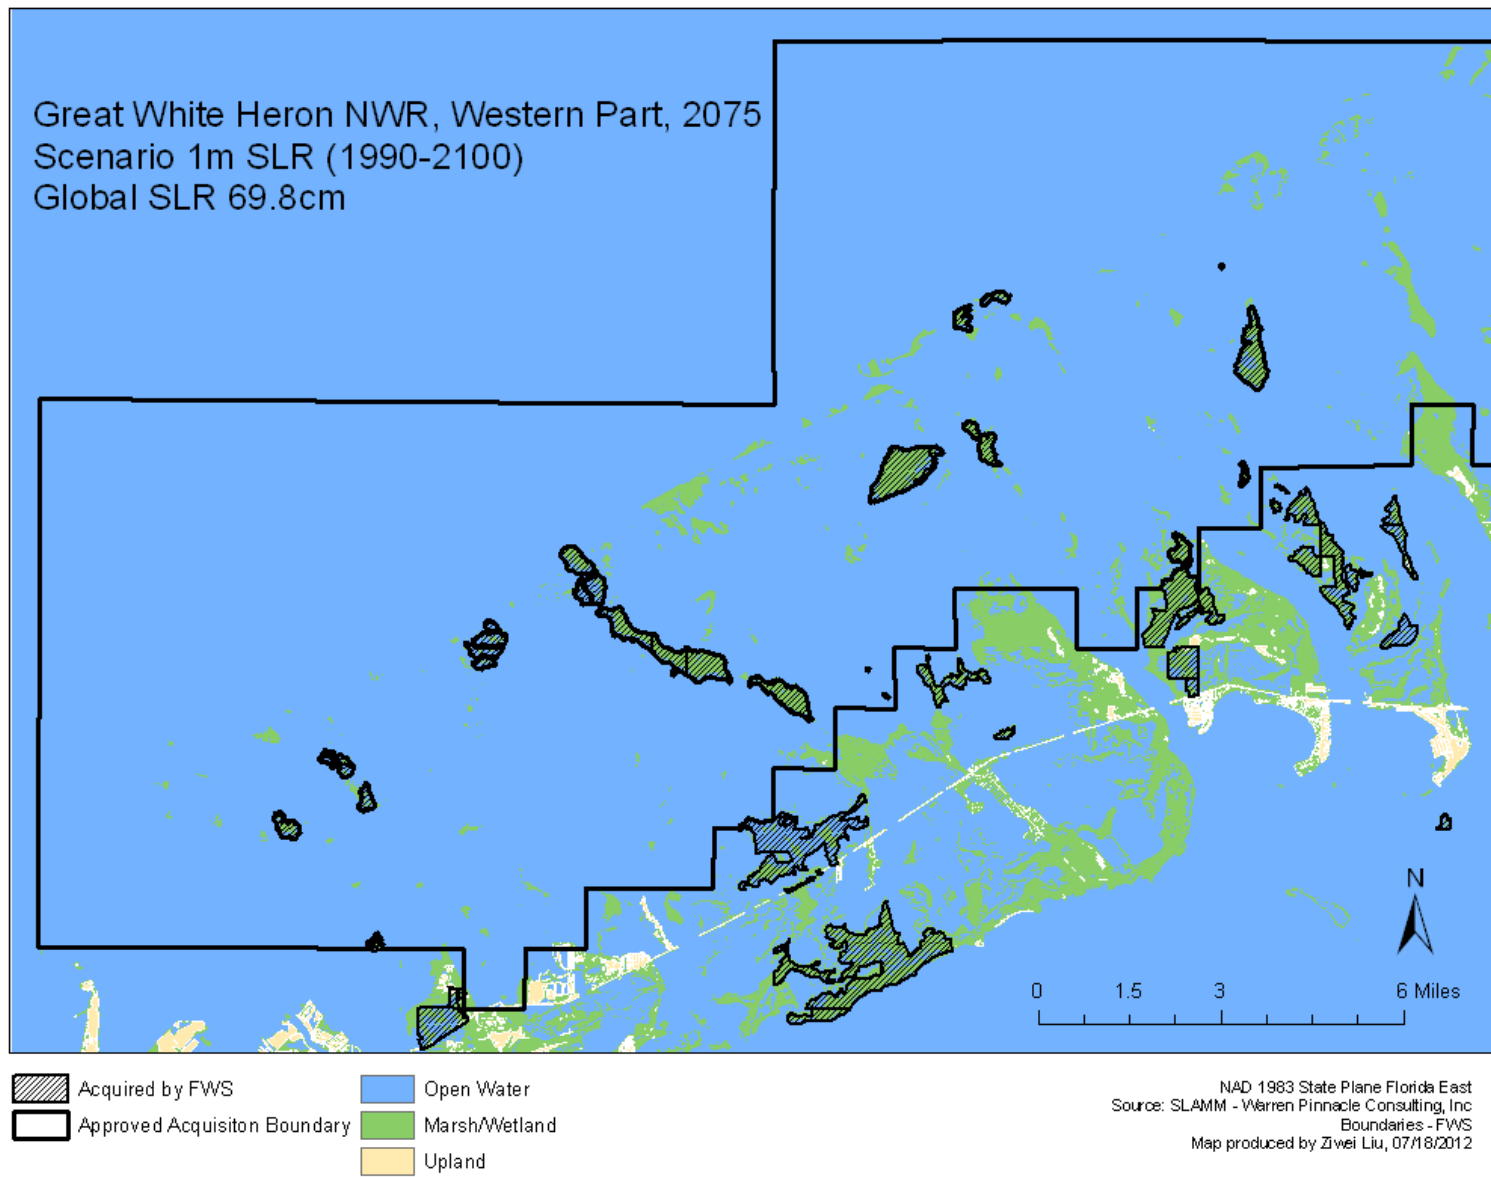 Great White Heron NWR, Western Part, 2075
Scenario 1m SLR (1990-2100)
Global SLR 69.8cm
N
0 1.5 3 6 Miles
Acquired by FWS
Approved Acquisiton Boundary
Open Water
Marsh/Wetland
Upland
NAD 1983 State Plane Florida East
Source: SLAMM - Warren Pinnacle Consulting, Inc
Boundaries - FWS
Map produced by Ziwei Liu, 07/18/2012